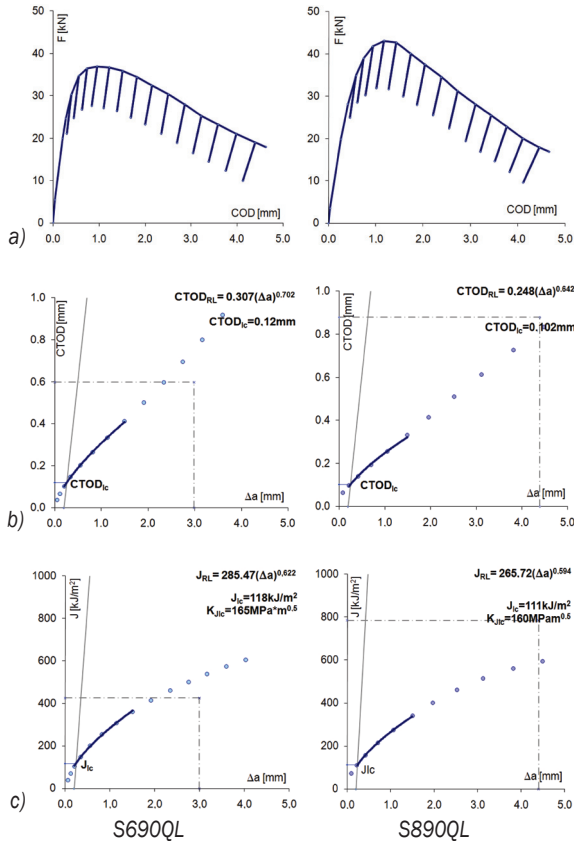 F [kN]
50
40
30
20
10
0
0.0 1.0 2.0 3.0 4.0 5.0
COD [mm]
a)
F [kN]
50
40
30
20
10
0
0.0 1.0 2.0 3.0 4.0 5.0
COD [mm]
CTOD_RL = 0.307(Δa)^0.702
CTOD_Ic=0.12mm
CTOD [mm]
1.0
0.8
0.6
0.4
0.2
0.0
CTOD_Ic
Δa [mm]
0.0 1.0 2.0 3.0 4.0 5.0
b)
CTOD_RL = 0.248(Δa)^0.642
CTOD_Ic=0.102mm
CTOD [mm]
1.0
0.8
0.6
0.4
0.2
0.0
CTOD_Ic
Δa [mm]
0.0 1.0 2.0 3.0 4.0 5.0
J_RL = 285.47(Δa)^0,622
J_Ic=118kJ/m²
K_JIc=165MPa*m^0.5
J [kJ/m²]
1000
800
600
400
200
0
J_Ic
Δa [mm]
0.0 1.0 2.0 3.0 4.0 5.0
c)
J_RL = 265.72(Δa)^0.594
J_Ic=111kJ/m²
K_JIc=160MPam^0.5
J [kJ/m²]
1000
800
600
400
200
0
JIc
Δa [mm]
0.0 1.0 2.0 3.0 4.0 5.0
S690QL
S890QL